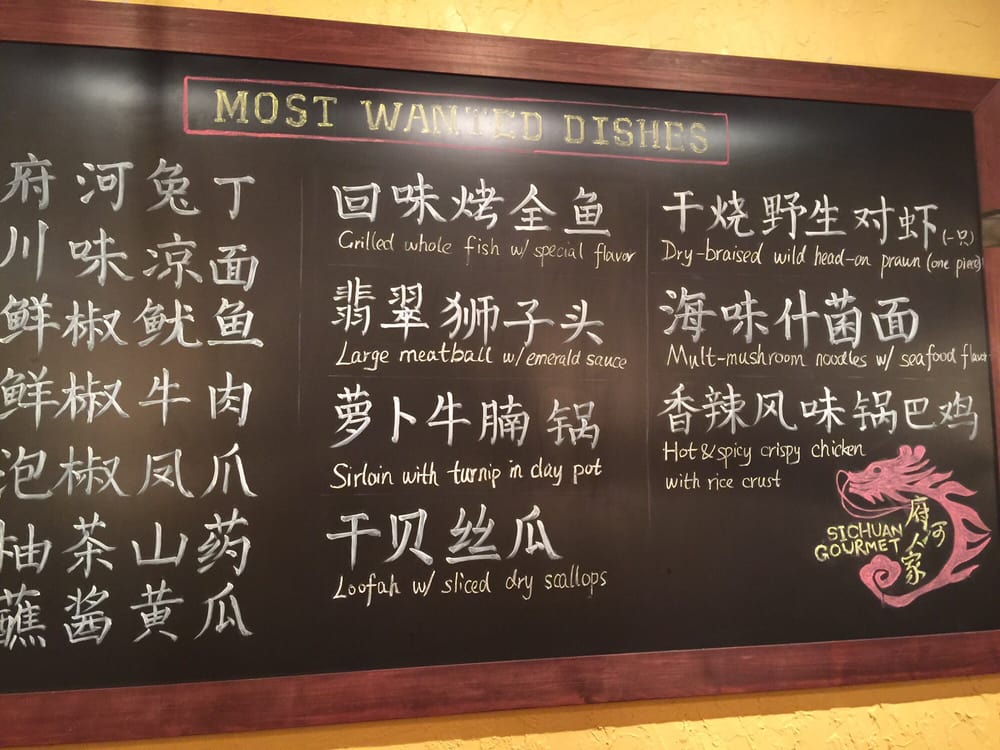 MOST WANTED DISHES
府河兔丁
川味凉面
鲜椒鱿鱼
鲜椒牛肉
泡椒凤爪
柚茶山药
蘸酱黄瓜
回味烤全鱼
Grilled whole fish w/ special flavor
翡翠狮子头
Large meatball w/ emerald sauce
萝卜牛腩锅
Sirloin with turnip in clay pot
干贝丝瓜
Loofah w/ sliced dry scallops
干烧野生对虾(一只)
Dry-braised wild head-on prawn (one piece)
海味什菌面
Mult-mushroom noodles w/ seafood flavor
香辣风味锅巴鸡
Hot & spicy crispy chicken
with rice crust
SICHUAN
GOURMET
府河人家